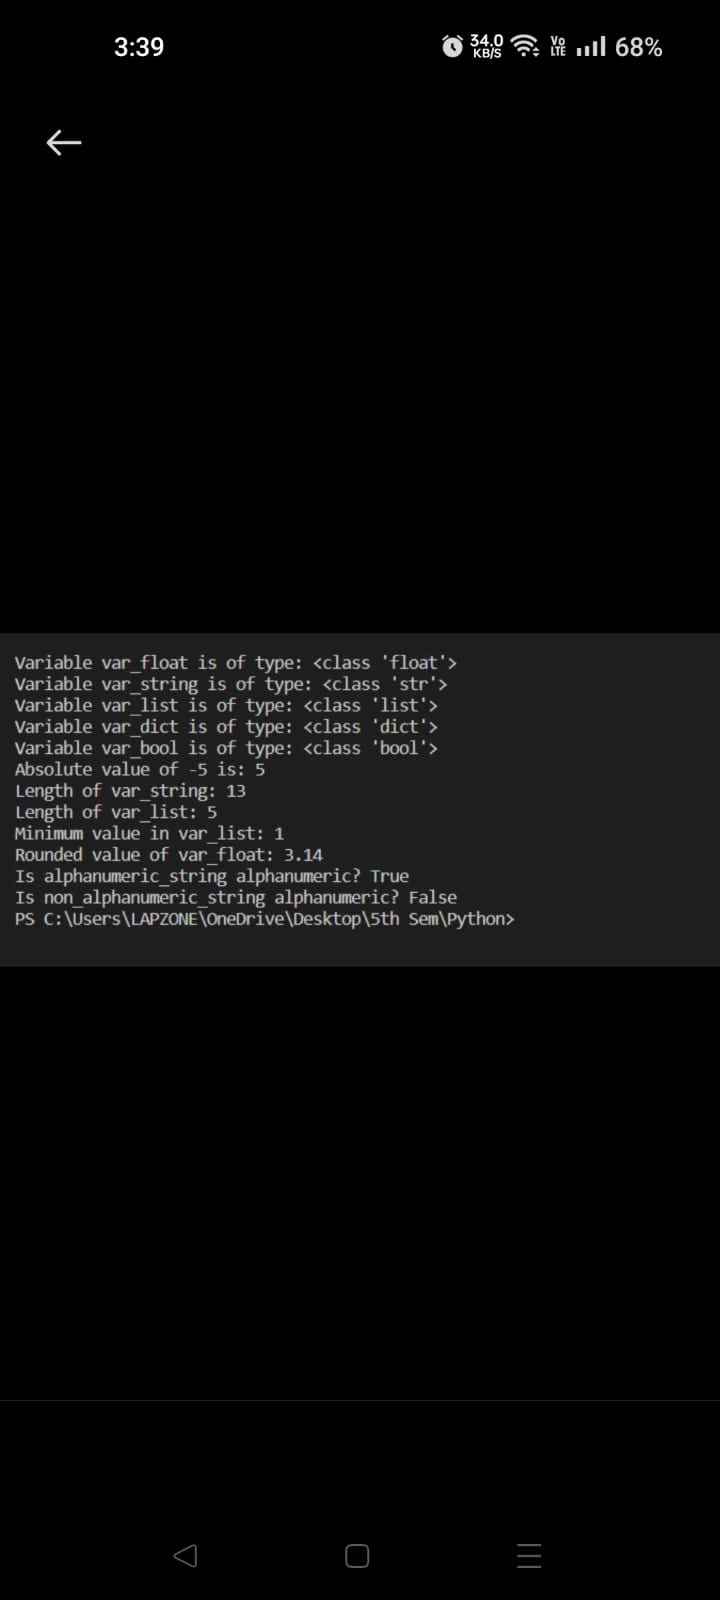 3:39
34.0
KB/S
Vo
LTE
68%
Variable var_float is of type: <class 'float'>
Variable var_string is of type: <class 'str'>
Variable var_list is of type: <class 'list'>
Variable var_dict is of type: <class 'dict'>
Variable var_bool is of type: <class 'bool'>
Absolute value of -5 is: 5
Length of var_string: 13
Length of var_list: 5
Minimum value in var_list: 1
Rounded value of var_float: 3.14
Is alphanumeric_string alphanumeric? True
Is non_alphanumeric_string alphanumeric? False
PS C:\Users\LAPZONE\OneDrive\Desktop\5th Sem\Python>